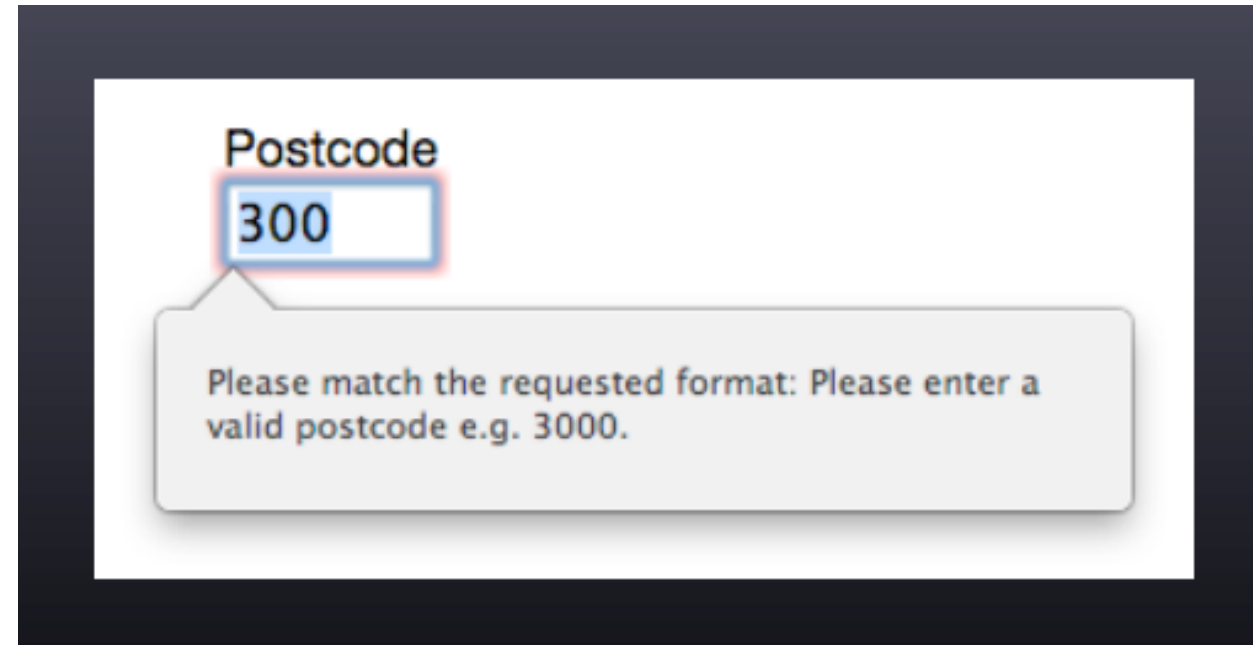 Postcode
300
Please match the requested format: Please enter a
valid postcode e.g. 3000.